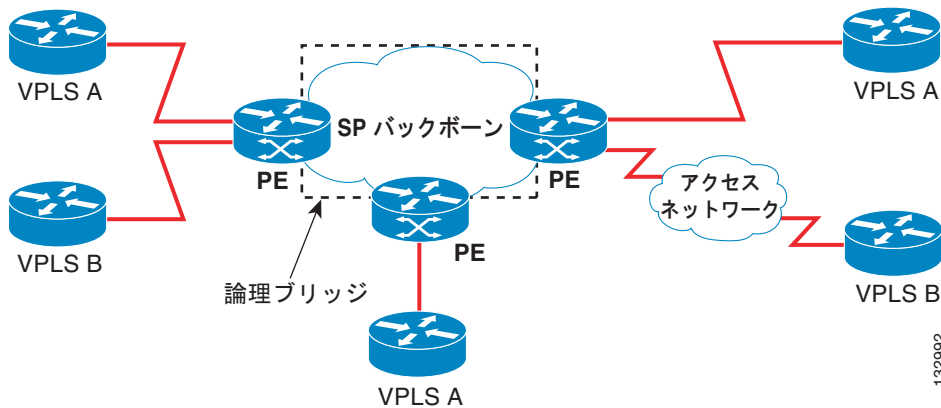 VPLS A
VPLS A
SP バックボーン
PE
PE
アクセス
ネットワーク
VPLS B
PE
論理ブリッジ
VPLS B
VPLS A
132992